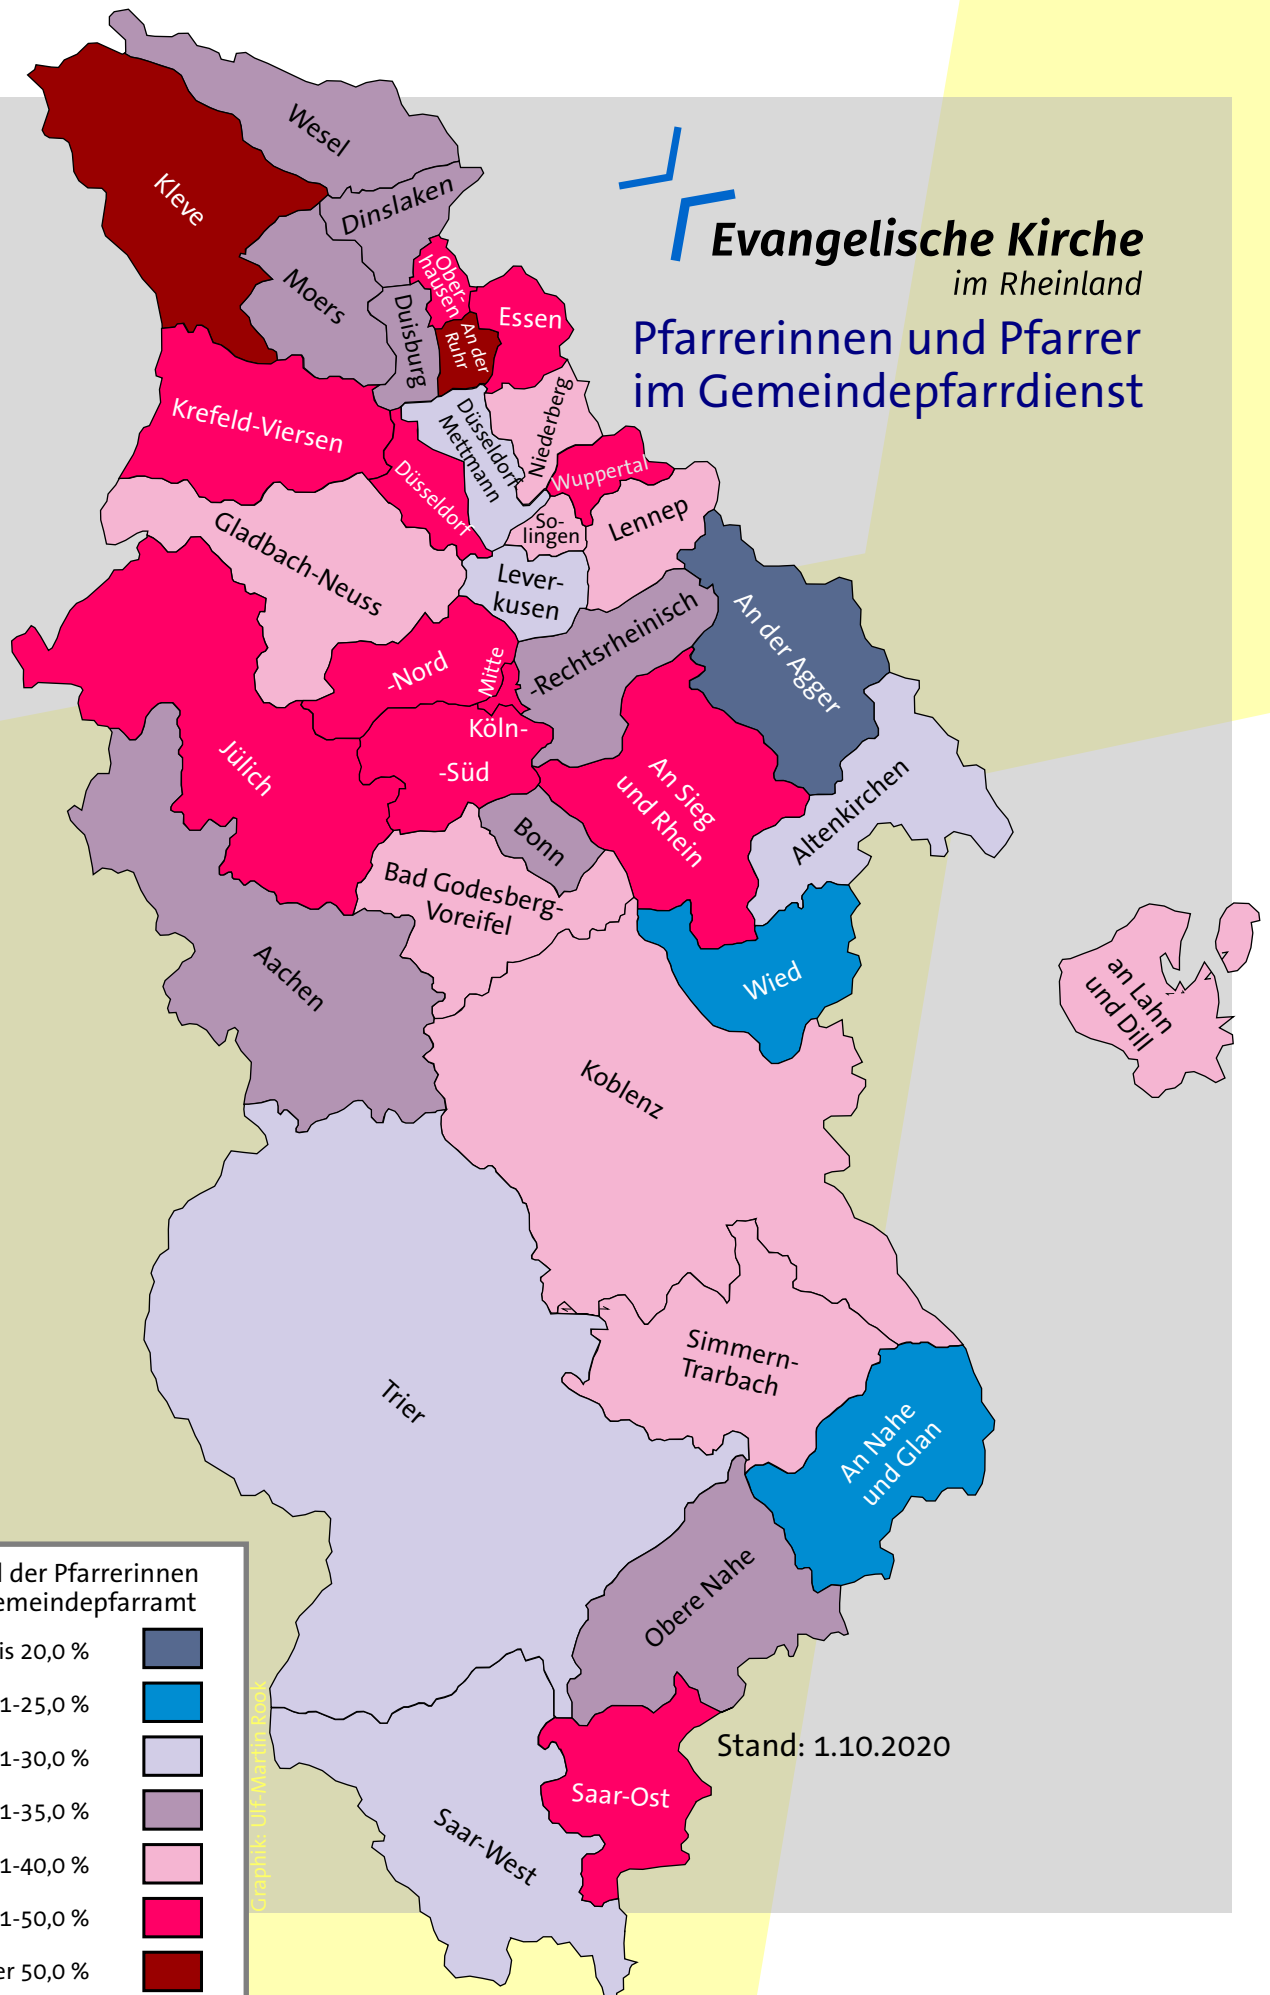 Wesel
Kleve
Dinslaken
Moers
Duisburg
Ober-
hausen
An der
Ruhr
Essen
Evangelische Kirche
im Rheinland
Pfarrerinnen und Pfarrer
im Gemeindepfarrdienst
Krefeld-Viersen
Düsseldorf
Düsseldorf
Mettmann
Niederberg
Wuppertal
So-
lingen
Lennep
Gladbach-Neuss
Lever-
kusen
-Rechtsrheinisch
An der Agger
-Nord
Mitte
Köln-
-Süd
Jülich
An Sieg
und Rhein
Altenkirchen
Bonn
Bad Godesberg-
Voreifel
Aachen
Wied
an Lahn
und Dill
Koblenz
Simmern-
Trarbach
Trier
An Nahe
und Glan
Obere Nahe
Stand: 1.10.2020
Saar-Ost
Saar-West
der Pfarrerinnen
20,0 %
1-25,0 %
1-30,0 %
1-35,0 %
1-40,0 %
1-50,0 %
50,0 %
Graphik: Ulf-Martin Rook